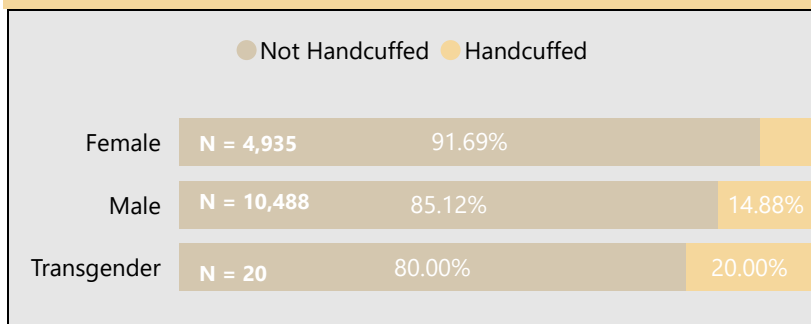 Not Handcuffed Handcuffed
Female N = 4,935 91.69%
Male N = 10,488 85.12% 14.88%
Transgender N = 20 80.00% 20.00%